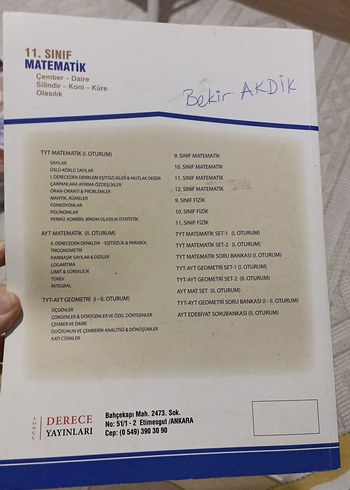 11. SINIF
MATEMATİK
Çember – Daire
Silindir – Koni – Küre
Olasılık
Bekir AKDİK
TYT MATEMATİK (I. OTURUM)
SAYILAR
ÜSLÜ-KÖKLÜ SAYILAR
I. DERECEDEN DENKLEM EŞİTSİZLİKLER & MUTLAK DEĞER
ÇARPANLARA AYIRMA ÖZDEŞLİKLER
ORAN-ORANTI & PROBLEMLER
MANTIK, KÜMELER
FONKSİYONLAR
POLİNOMLAR
PERMÜ. KOMBİN. BİNOM OLASILIK İSTATİSTİK
AYT MATEMATİK (II. OTURUM)
II. DERECEDEN DENKLEM - EŞİTSİZLİK & PARABOL
TRİGONOMETRİ
KARMAŞIK SAYILAR & DİZİLER
LOGARİTMA
LİMİT & SÜREKLİLİK
TÜREV
İNTEGRAL
TYT-AYT GEOMETRİ (I -II. OTURUM)
ÜÇGENLER
ÇOKGENLER & DÖRTGENLER VE ÖZEL DÖRTGENLER
ÇEMBER VE DAİRE
DOĞRUNUN VE ÇEMBERİN ANALİTİĞİ & DÖNÜŞÜMLER
KATI CİSİMLER
9. SINIF MATEMATİK
10. SINIF MATEMATİK
11. SINIF MATEMATİK
12. SINIF MATEMATİK
9. SINIF FİZİK
10. SINIF FİZİK
11. SINIF FİZİK
TYT MATEMATİK SET-1 (I. OTURUM)
TYT MATEMATİK SET-2 (I. OTURUM)
TYT MATEMATİK SORU BANKASI (I. OTURUM)
TYT-AYT GEOMETRİ SET-1 (I. OTURUM)
TYT-AYT GEOMETRİ SET-2 (II. OTURUM)
AYT MAT SET (II. OTURUM)
TYT-AYT GEOMETRİ SORU BANKASI (I - II. OTURUM)
AYT EDEBİYAT SORUBANKASI (II. OTURUM)
SONUÇ
DERECE
YAYINLARI
Bahçekapı Mah. 2473. Sok.
No: 51/1 - 2 Etimesgut /ANKARA
Cep: (0 549) 390 30 90